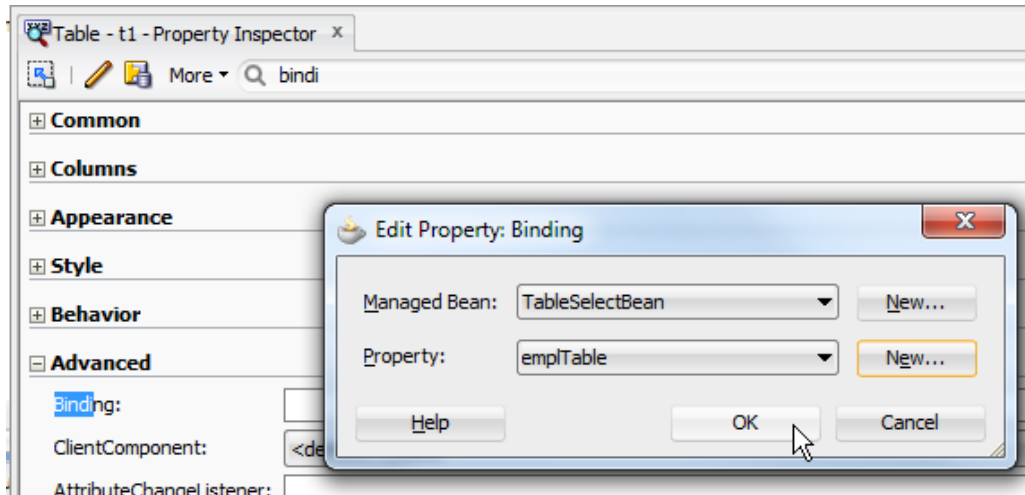 Table - t1 - Property Inspector x
More bindi
Common
Columns
Appearance
Style
Behavior
Advanced
Binding:
ClientComponent: <de
AttributeChangeListener:
Edit Property: Binding
Managed Bean: TableSelectBean New...
Property: emplTable New...
Help OK Cancel